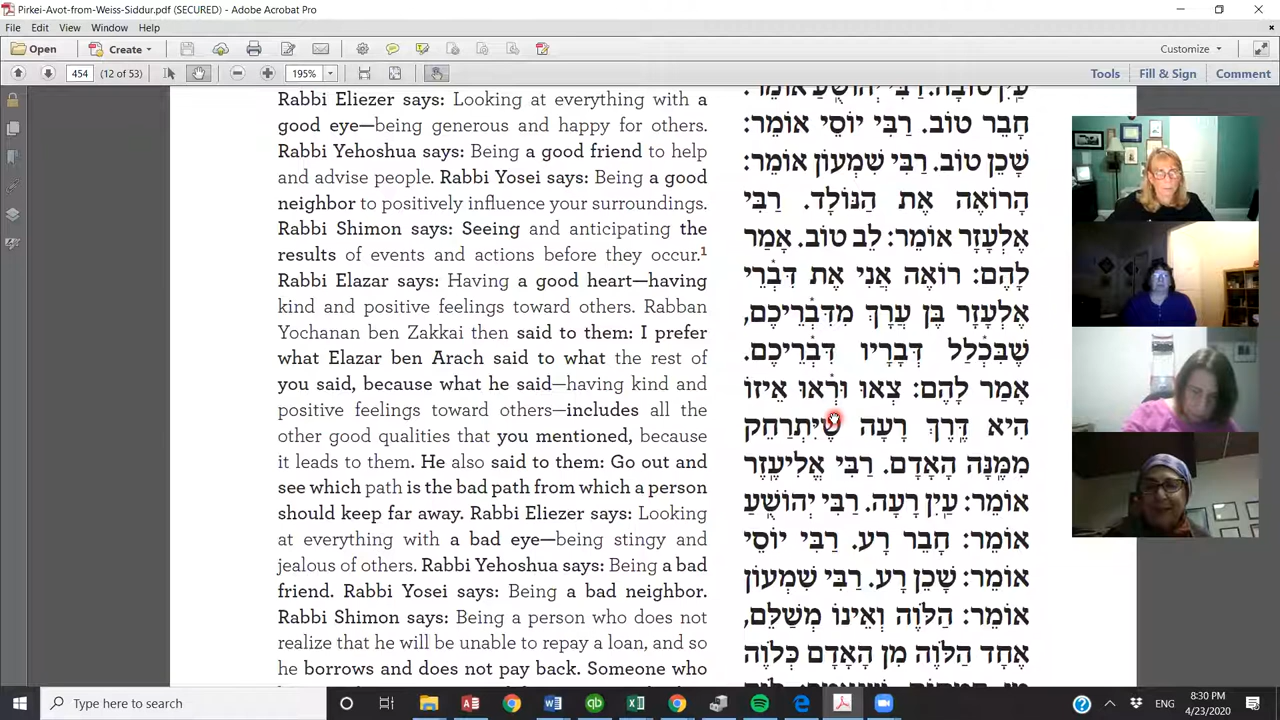 Pirkei-Avot-from-Weiss-Siddur.pdf (SECURED) - Adobe Acrobat Pro
File Edit View Window Help
Open Create Customize
454 (12 of 53) 195% Tools Fill & Sign Comment
Rabbi Eliezer says: Looking at everything with a
good eye—being generous and happy for others.
Rabbi Yehoshua says: Being a good friend to help
and advise people. Rabbi Yosei says: Being a good
neighbor to positively influence your surroundings.
Rabbi Shimon says: Seeing and anticipating the
results of events and actions before they occur.¹
Rabbi Elazar says: Having a good heart—having
kind and positive feelings toward others. Rabban
Yochanan ben Zakkai then said to them: I prefer
what Elazar ben Arach said to what the rest of
you said, because what he said—having kind and
positive feelings toward others—includes all the
other good qualities that you mentioned, because
it leads to them. He also said to them: Go out and
see which path is the bad path from which a person
should keep far away. Rabbi Eliezer says: Looking
at everything with a bad eye—being stingy and
jealous of others. Rabbi Yehoshua says: Being a bad
friend. Rabbi Yosei says: Being a bad neighbor.
Rabbi Shimon says: Being a person who does not
realize that he will be unable to repay a loan, and so
he borrows and does not pay back. Someone who
עַֽיִן טוֹבָה. רַבִּי יְהוֹשֻֽׁעַ אוֹמֵר:
חָבֵר טוֹב. רַבִּי יוֹסֵי אוֹמֵר:
שָׁכֵן טוֹב. רַבִּי שִׁמְעוֹן אוֹמֵר:
הָרוֹאֶה אֶת הַנּוֹלָד. רַבִּי
אֶלְעָזָר אוֹמֵר: לֵב טוֹב. אָמַר
לָהֶם: רוֹאֶה אֲנִי אֶת דִּבְרֵי
אֶלְעָזָר בֶּן עֲרָךְ מִדִּבְרֵיכֶם,
שֶׁבִּכְלַל דְּבָרָיו דִּבְרֵיכֶם.
אָמַר לָהֶם: צְאוּ וּרְאוּ אֵיזוֹ
הִיא דֶּֽרֶךְ רָעָה שֶׁיִּתְרַחֵק
מִמֶּֽנָּה הָאָדָם. רַבִּי אֱלִיעֶֽזֶר
אוֹמֵר: עַֽיִן רָעָה. רַבִּי יְהוֹשֻֽׁעַ
אוֹמֵר: חָבֵר רָע. רַבִּי יוֹסֵי
אוֹמֵר: שָׁכֵן רָע. רַבִּי שִׁמְעוֹן
אוֹמֵר: הַלֹּוֶה וְאֵינוֹ מְשַׁלֵּם,
אֶחָד הַלֹּוֶה מִן הָאָדָם כְּלֹוֶה
Type here to search
ENG
8:30 PM
4/23/2020